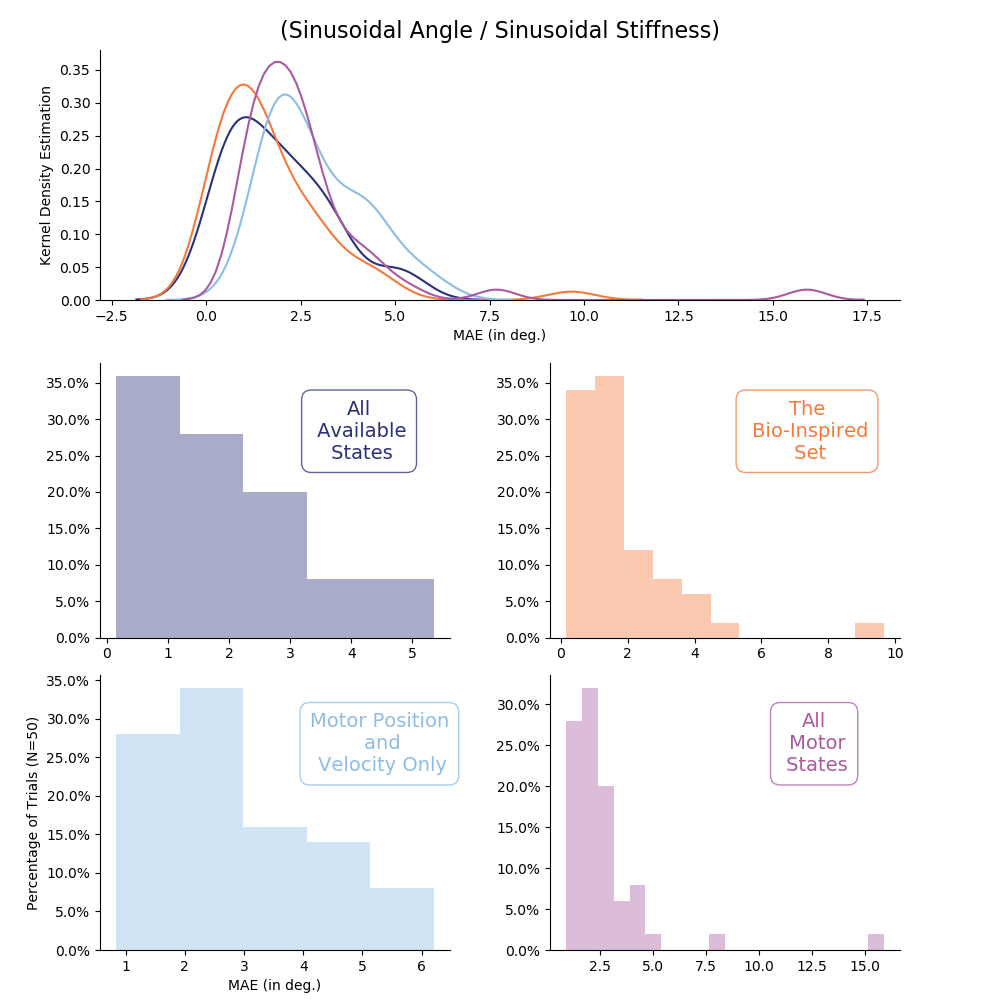 (Sinusoidal Angle / Sinusoidal Stiffness)
Kernel Density Estimation
0.35
0.30
0.25
0.20
0.15
0.10
0.05
0.00
−2.5 0.0 2.5 5.0 7.5 10.0 12.5 15.0 17.5
MAE (in deg.)
35.0%
30.0%
25.0%
20.0%
15.0%
10.0%
5.0%
0.0%
0 1 2 3 4 5
All
Available
States
35.0%
30.0%
25.0%
20.0%
15.0%
10.0%
5.0%
0.0%
0 2 4 6 8 10
The
Bio-Inspired
Set
Percentage of Trials (N=50)
35.0%
30.0%
25.0%
20.0%
15.0%
10.0%
5.0%
0.0%
1 2 3 4 5 6
MAE (in deg.)
Motor Position
and
Velocity Only
30.0%
25.0%
20.0%
15.0%
10.0%
5.0%
0.0%
2.5 5.0 7.5 10.0 12.5 15.0
All
Motor
States